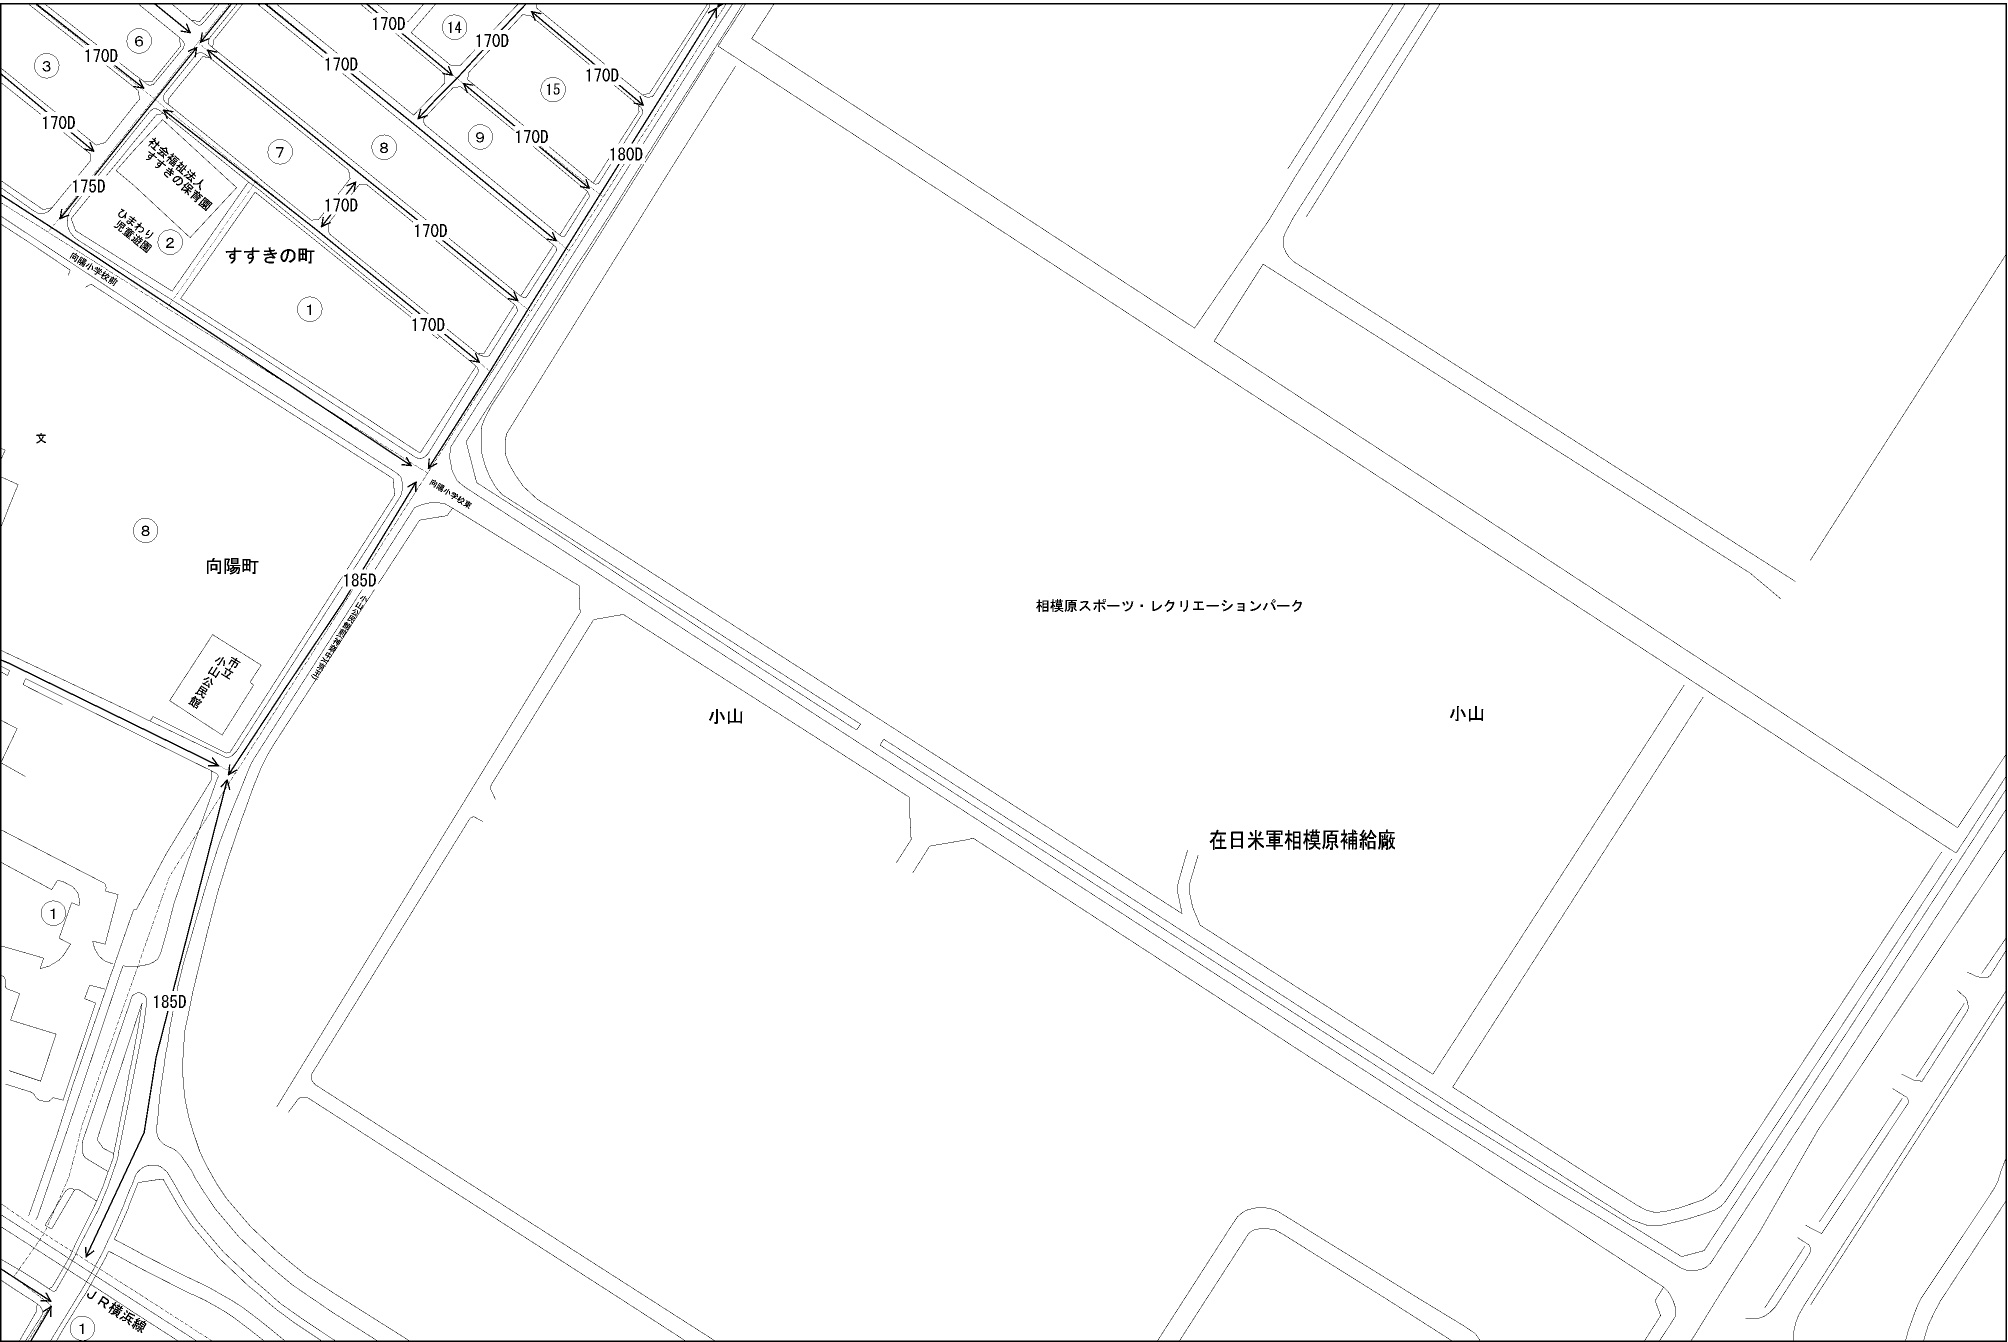 170D
14
6
170D
170D
3
170D
170D
170D
15
170D
9
170D
7
8
180D
社会福祉法人
すすきの保育園
175D
170D
ひまわり
児童遊園
2
170D
すすきの町
向陽小学校前
1
170D
文
向陽小学校東
8
向陽町
185D
相模原スポーツ・レクリエーションパーク
市立
小山公民館
小山
小山
在日米軍相模原補給廠
1
185D
JR横浜線
1